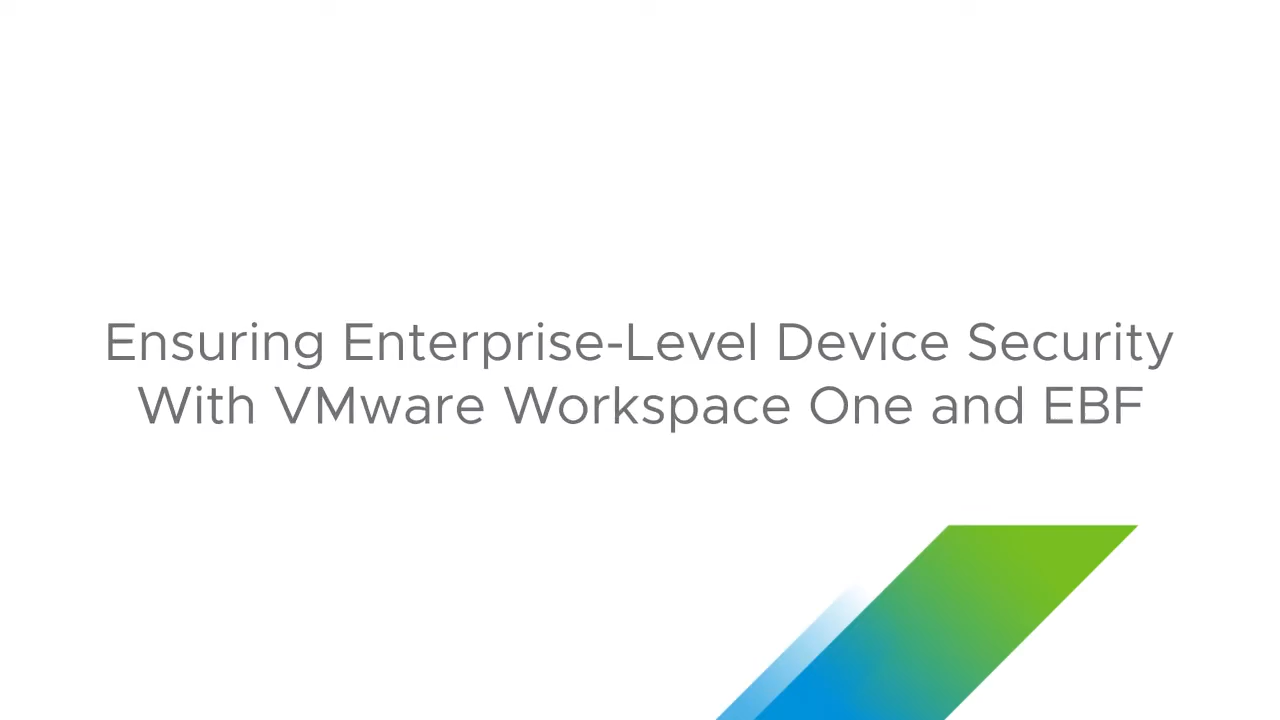 Ensuring Enterprise-Level Device Security
With VMware Workspace One and EBF